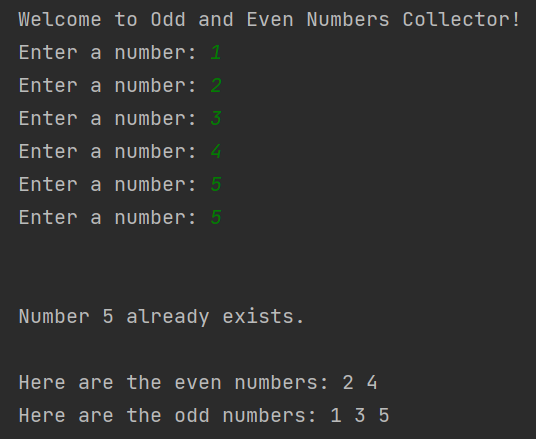 Welcome to Odd and Even Numbers Collector!
Enter a number: 1
Enter a number: 2
Enter a number: 3
Enter a number: 4
Enter a number: 5
Enter a number: 5
Number 5 already exists.
Here are the even numbers: 2 4
Here are the odd numbers: 1 3 5